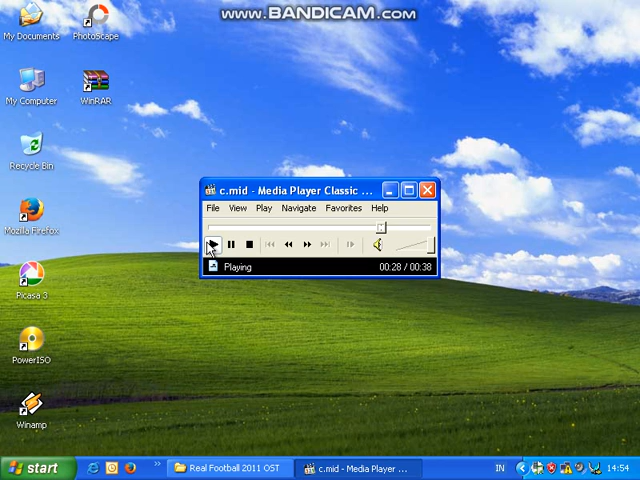 www.BANDICAM.com
My Documents
PhotoScape
My Computer
WinRAR
Recycle Bin
Mozilla Firefox
Picasa 3
PowerISO
Winamp
c.mid - Media Player Classic ...
File View Play Navigate Favorites Help
Playing 00:28 / 00:38
start
Real Football 2011 OST
c.mid - Media Player ...
IN
14:54